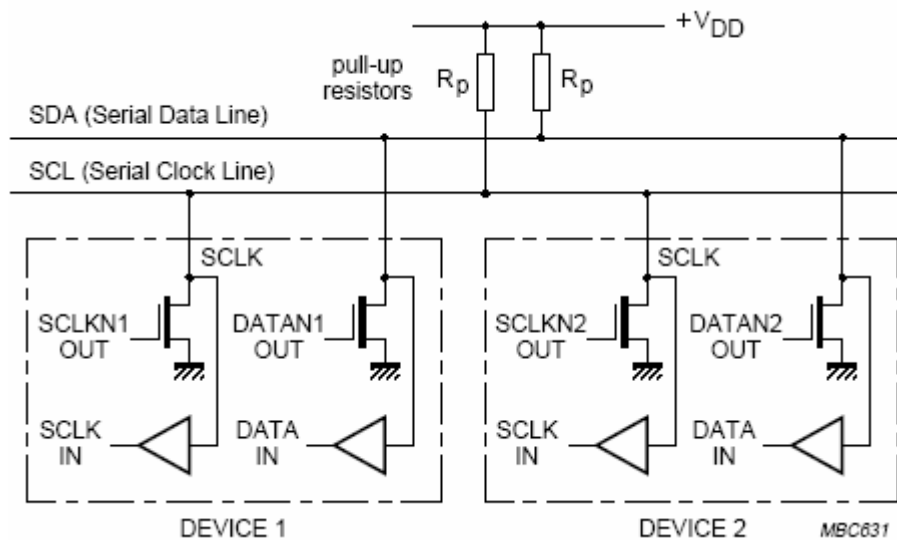 +VDD
pull-up
resistors
Rp
Rp
SDA (Serial Data Line)
SCL (Serial Clock Line)
SCLK
SCLK
SCLKN1
OUT
DATAN1
OUT
SCLKN2
OUT
DATAN2
OUT
SCLK
IN
DATA
IN
SCLK
IN
DATA
IN
DEVICE 1
DEVICE 2
MBC631